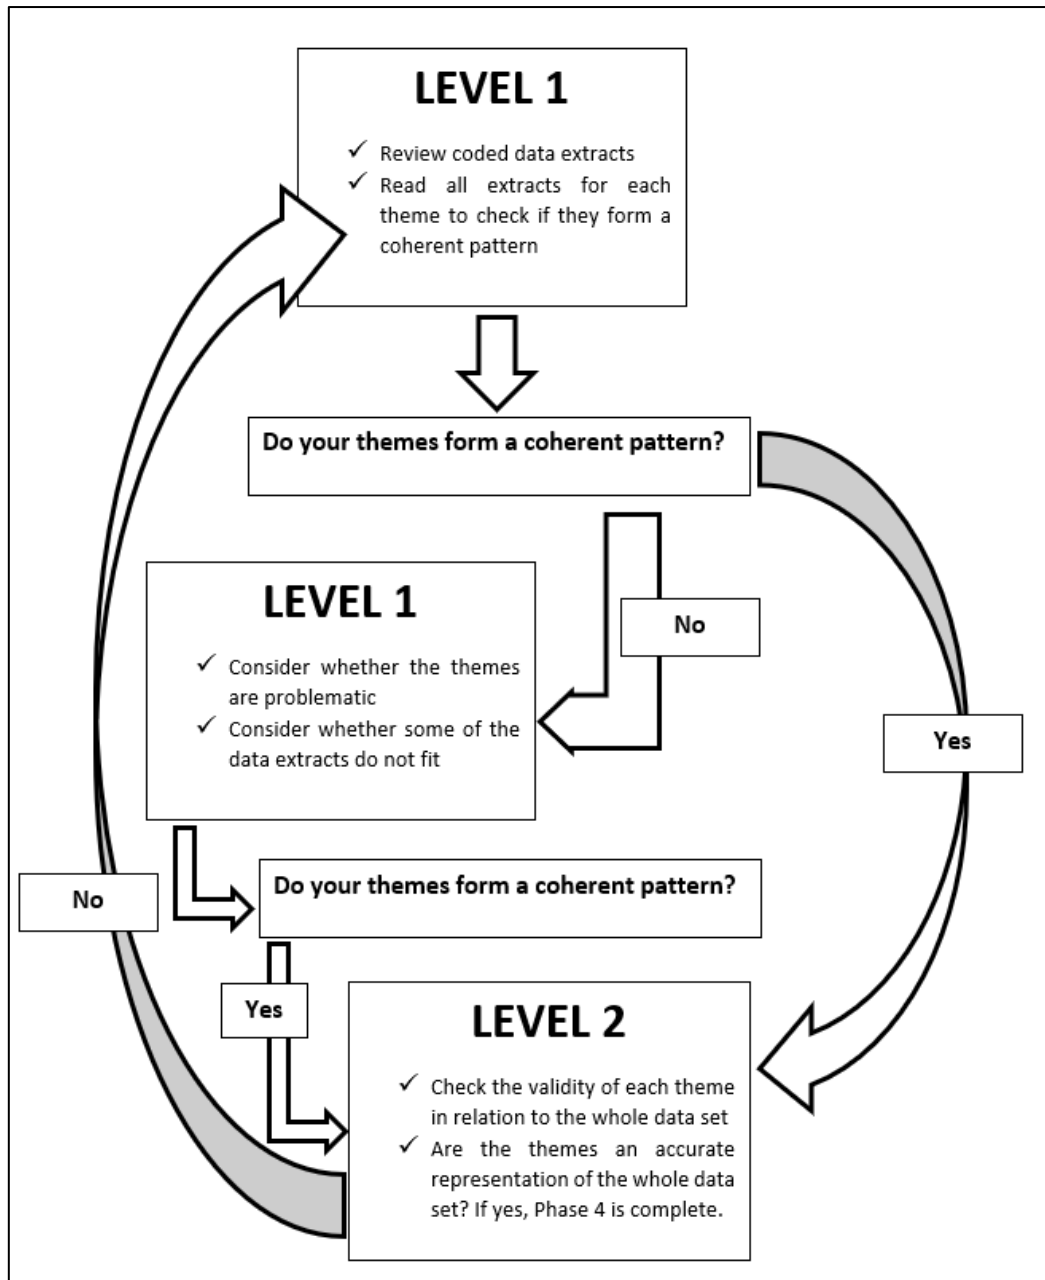 LEVEL 1
✓ Review coded data extracts
✓ Read all extracts for each
theme to check if they form a
coherent pattern
Do your themes form a coherent pattern?
No
LEVEL 1
✓ Consider whether the themes
are problematic
✓ Consider whether some of the
data extracts do not fit
Yes
Do your themes form a coherent pattern?
No
Yes
LEVEL 2
✓ Check the validity of each theme
in relation to the whole data set
✓ Are the themes an accurate
representation of the whole data
set? If yes, Phase 4 is complete.